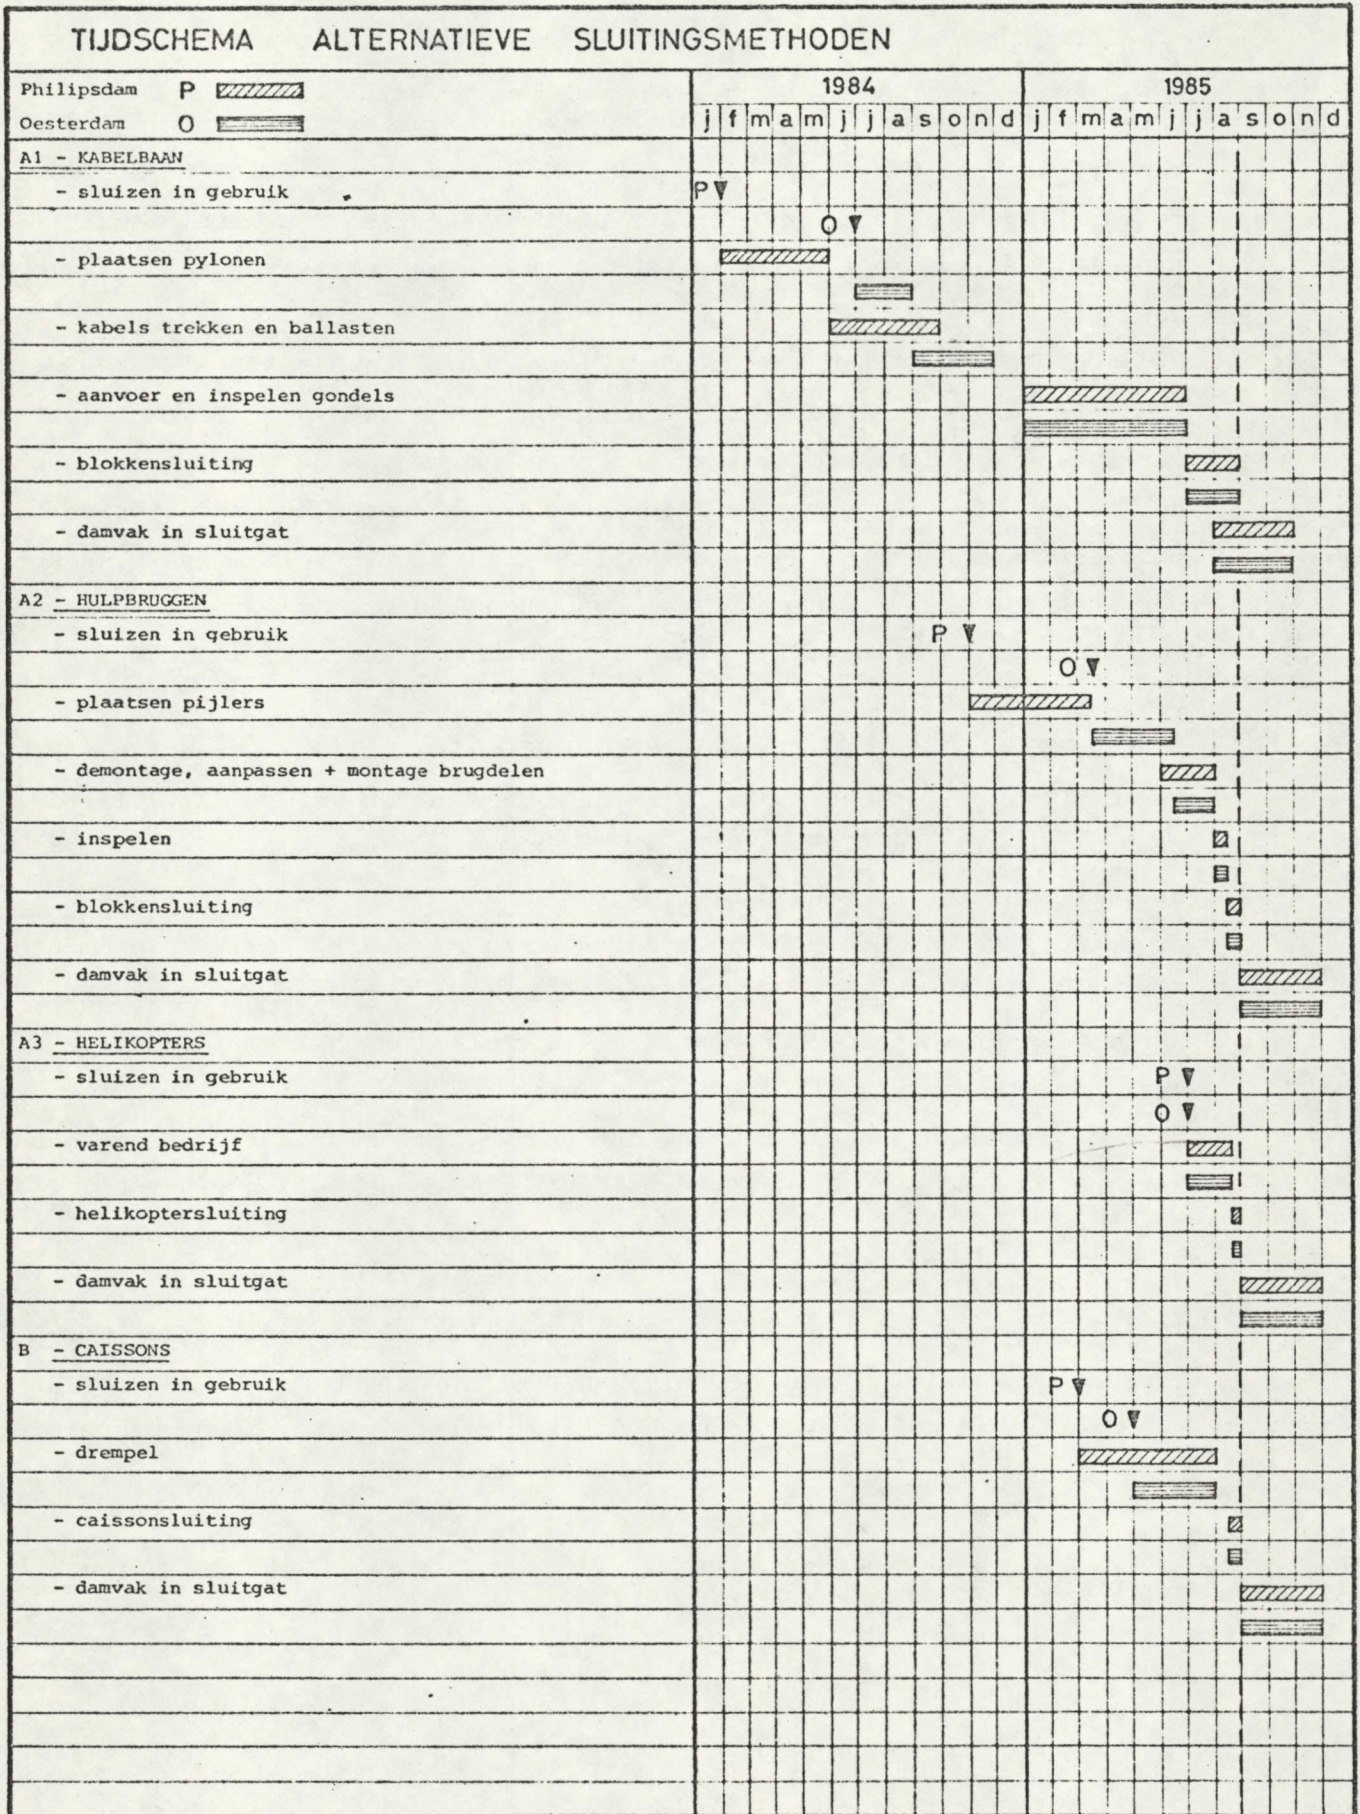 TIJDSCHEMA ALTERNATIEVE SLUITINGSMETHODEN
Philipsdam P
1984 1985
Oesterdam O
j f m a m j j a s o n d j f m a m j j a s o n d
A1 - KABELBAAN
- sluizen in gebruik P
O
- plaatsen pylonen
- kabels trekken en ballasten
- aanvoer en inspelen gondels
- blokkensluiting
- damvak in sluitgat
A2 - HULPBRUGGEN
- sluizen in gebruik P
O
- plaatsen pijlers
- demontage, aanpassen + montage brugdelen
- inspelen
- blokkensluiting
- damvak in sluitgat
A3 - HELIKOPTERS
- sluizen in gebruik P
O
- varend bedrijf
- helikoptersluiting
- damvak in sluitgat
B - CAISSONS
- sluizen in gebruik P
O
- drempel
- caissonsluiting
- damvak in sluitgat